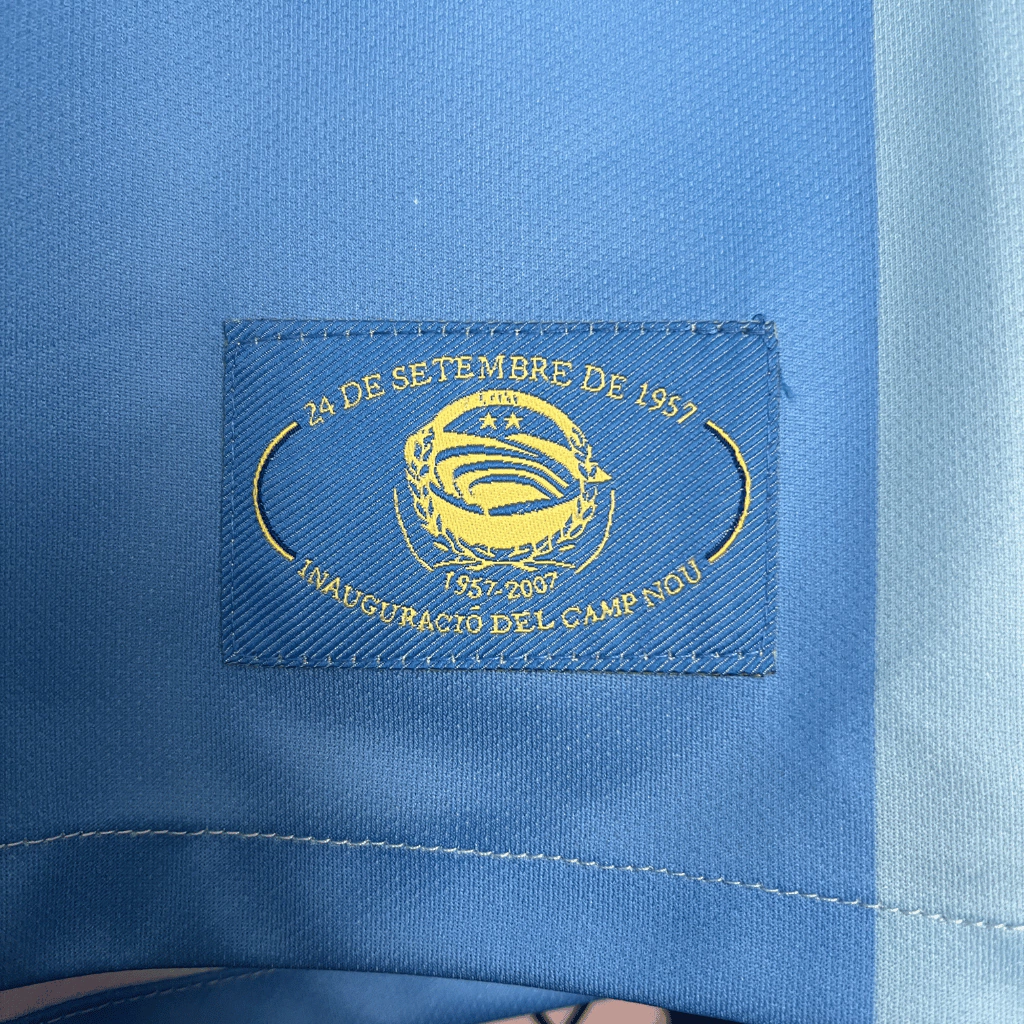 24 DE SETEMBRE DE 1957
1957-2007
INAUGURACIÓ DEL CAMP NOU